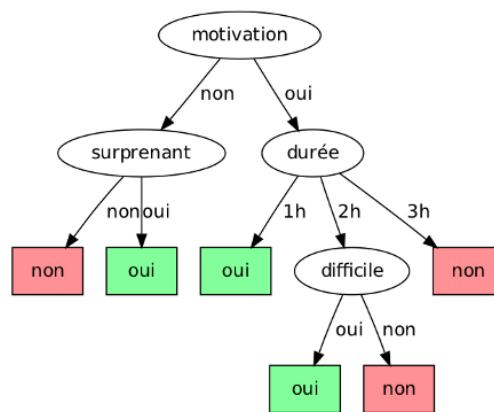 motivation
non oui
surprenant durée
non oui 1h 2h 3h
non oui oui difficile non
oui non
oui non